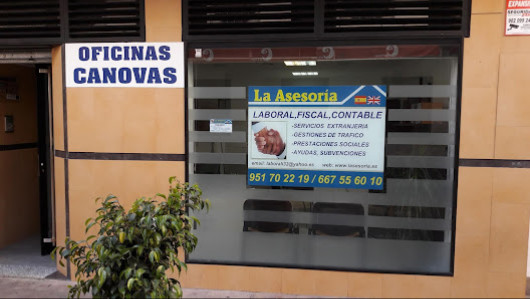 OFICINAS
CANOVAS
La Asesoría
LABORAL,FISCAL,CONTABLE
-SERVICIOS EXTRANJERIA
-GESTIONES DE TRAFICO
-PRESTACIONES SOCIALES
-AYUDAS, SUBVENCIONES
951 70 22 19 / 667 55 60 10